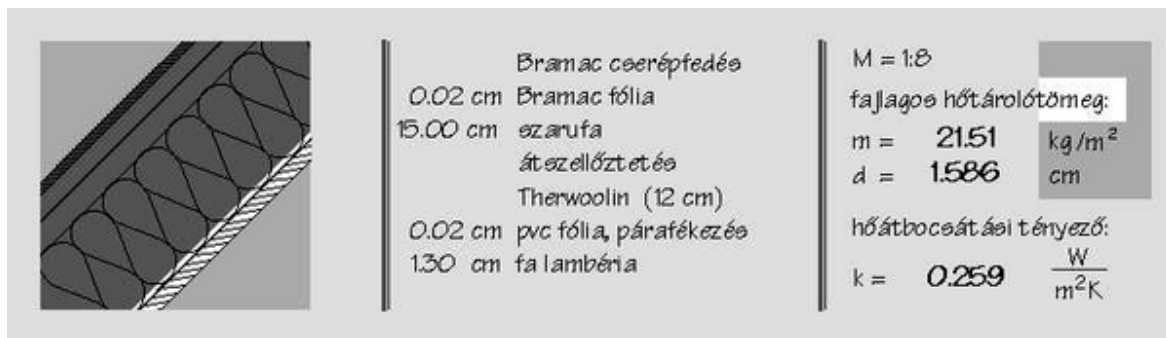 Bramac cserépfedés
0.02 cm Bramac fólia
15.00 cm szarufa
átszellőztetés
Therwoolin (12 cm)
0.02 cm pvc fólia, párafékezés
1.30 cm fa lambéria
M = 1:8
fajlagos hőtárolótömeg:
m = 21.51 kg/m²
d = 1.586 cm
hőátbocsátási tényező:
k = 0.259 W/m²K